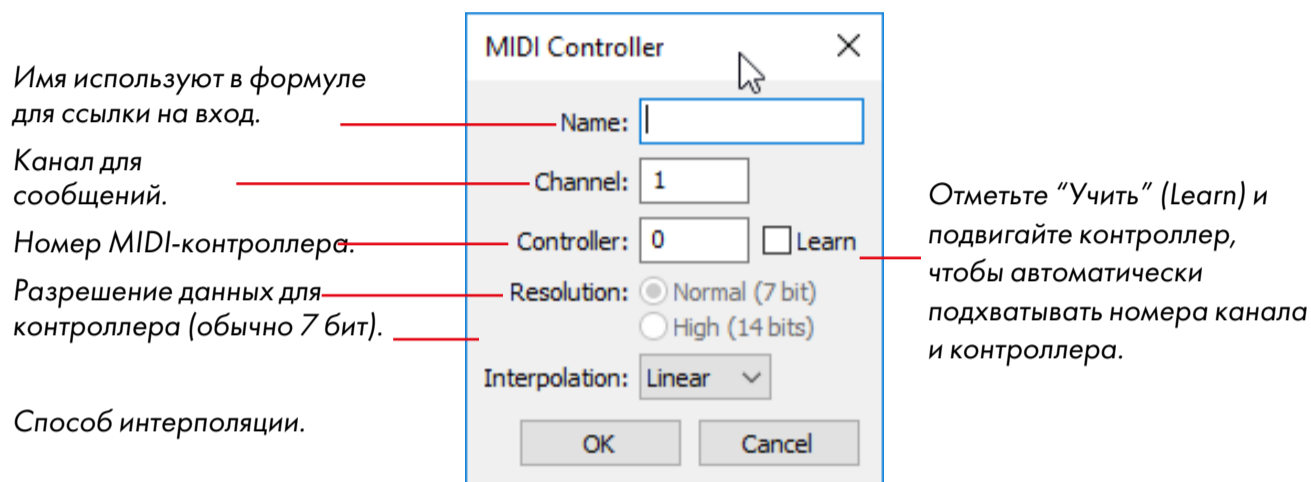 Имя используют в формуле
для ссылки на вход.
Канал для
сообщений.
Номер MIDI-контроллера.
Разрешение данных для
контроллера (обычно 7 бит).
Способ интерполяции.
MIDI Controller
Name:
Channel: 1
Controller: 0 Learn
Resolution: Normal (7 bit)
High (14 bits)
Interpolation: Linear
OK Cancel
Отметьте “Учить” (Learn) и
подвигайте контроллер,
чтобы автоматически
подхватывать номера канала
и контроллера.